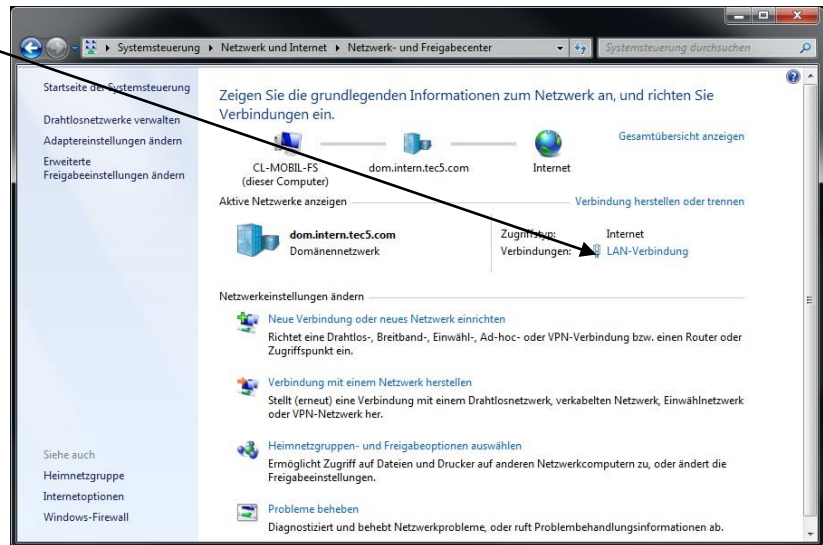 Systemsteuerung ▸ Netzwerk und Internet ▸ Netzwerk- und Freigabecenter
Systemsteuerung durchsuchen
Startseite der Systemsteuerung
Drahtlosnetzwerke verwalten
Adaptereinstellungen ändern
Erweiterte
Freigabeeinstellungen ändern
Zeigen Sie die grundlegenden Informationen zum Netzwerk an, und richten Sie
Verbindungen ein.
Gesamtübersicht anzeigen
CL-MOBIL-FS
(dieser Computer)
dom.intern.tec5.com
Internet
Aktive Netzwerke anzeigen
Verbindung herstellen oder trennen
dom.intern.tec5.com
Domänennetzwerk
Zugriffstyp: Internet
Verbindungen: LAN-Verbindung
Netzwerkeinstellungen ändern
Neue Verbindung oder neues Netzwerk einrichten
Richtet eine Drahtlos-, Breitband-, Einwähl-, Ad-hoc- oder VPN-Verbindung bzw. einen Router oder
Zugriffspunkt ein.
Verbindung mit einem Netzwerk herstellen
Stellt (erneut) eine Verbindung mit einem Drahtlosnetzwerk, verkabelten Netzwerk, Einwählnetzwerk
oder VPN-Netzwerk her.
Heimnetzgruppen- und Freigabeoptionen auswählen
Ermöglicht Zugriff auf Dateien und Drucker auf anderen Netzwerkcomputern zu, oder ändert die
Freigabeeinstellungen.
Probleme beheben
Diagnostiziert und behebt Netzwerkprobleme, oder ruft Problembehandlungsinformationen ab.
Siehe auch
Heimnetzgruppe
Internetoptionen
Windows-Firewall